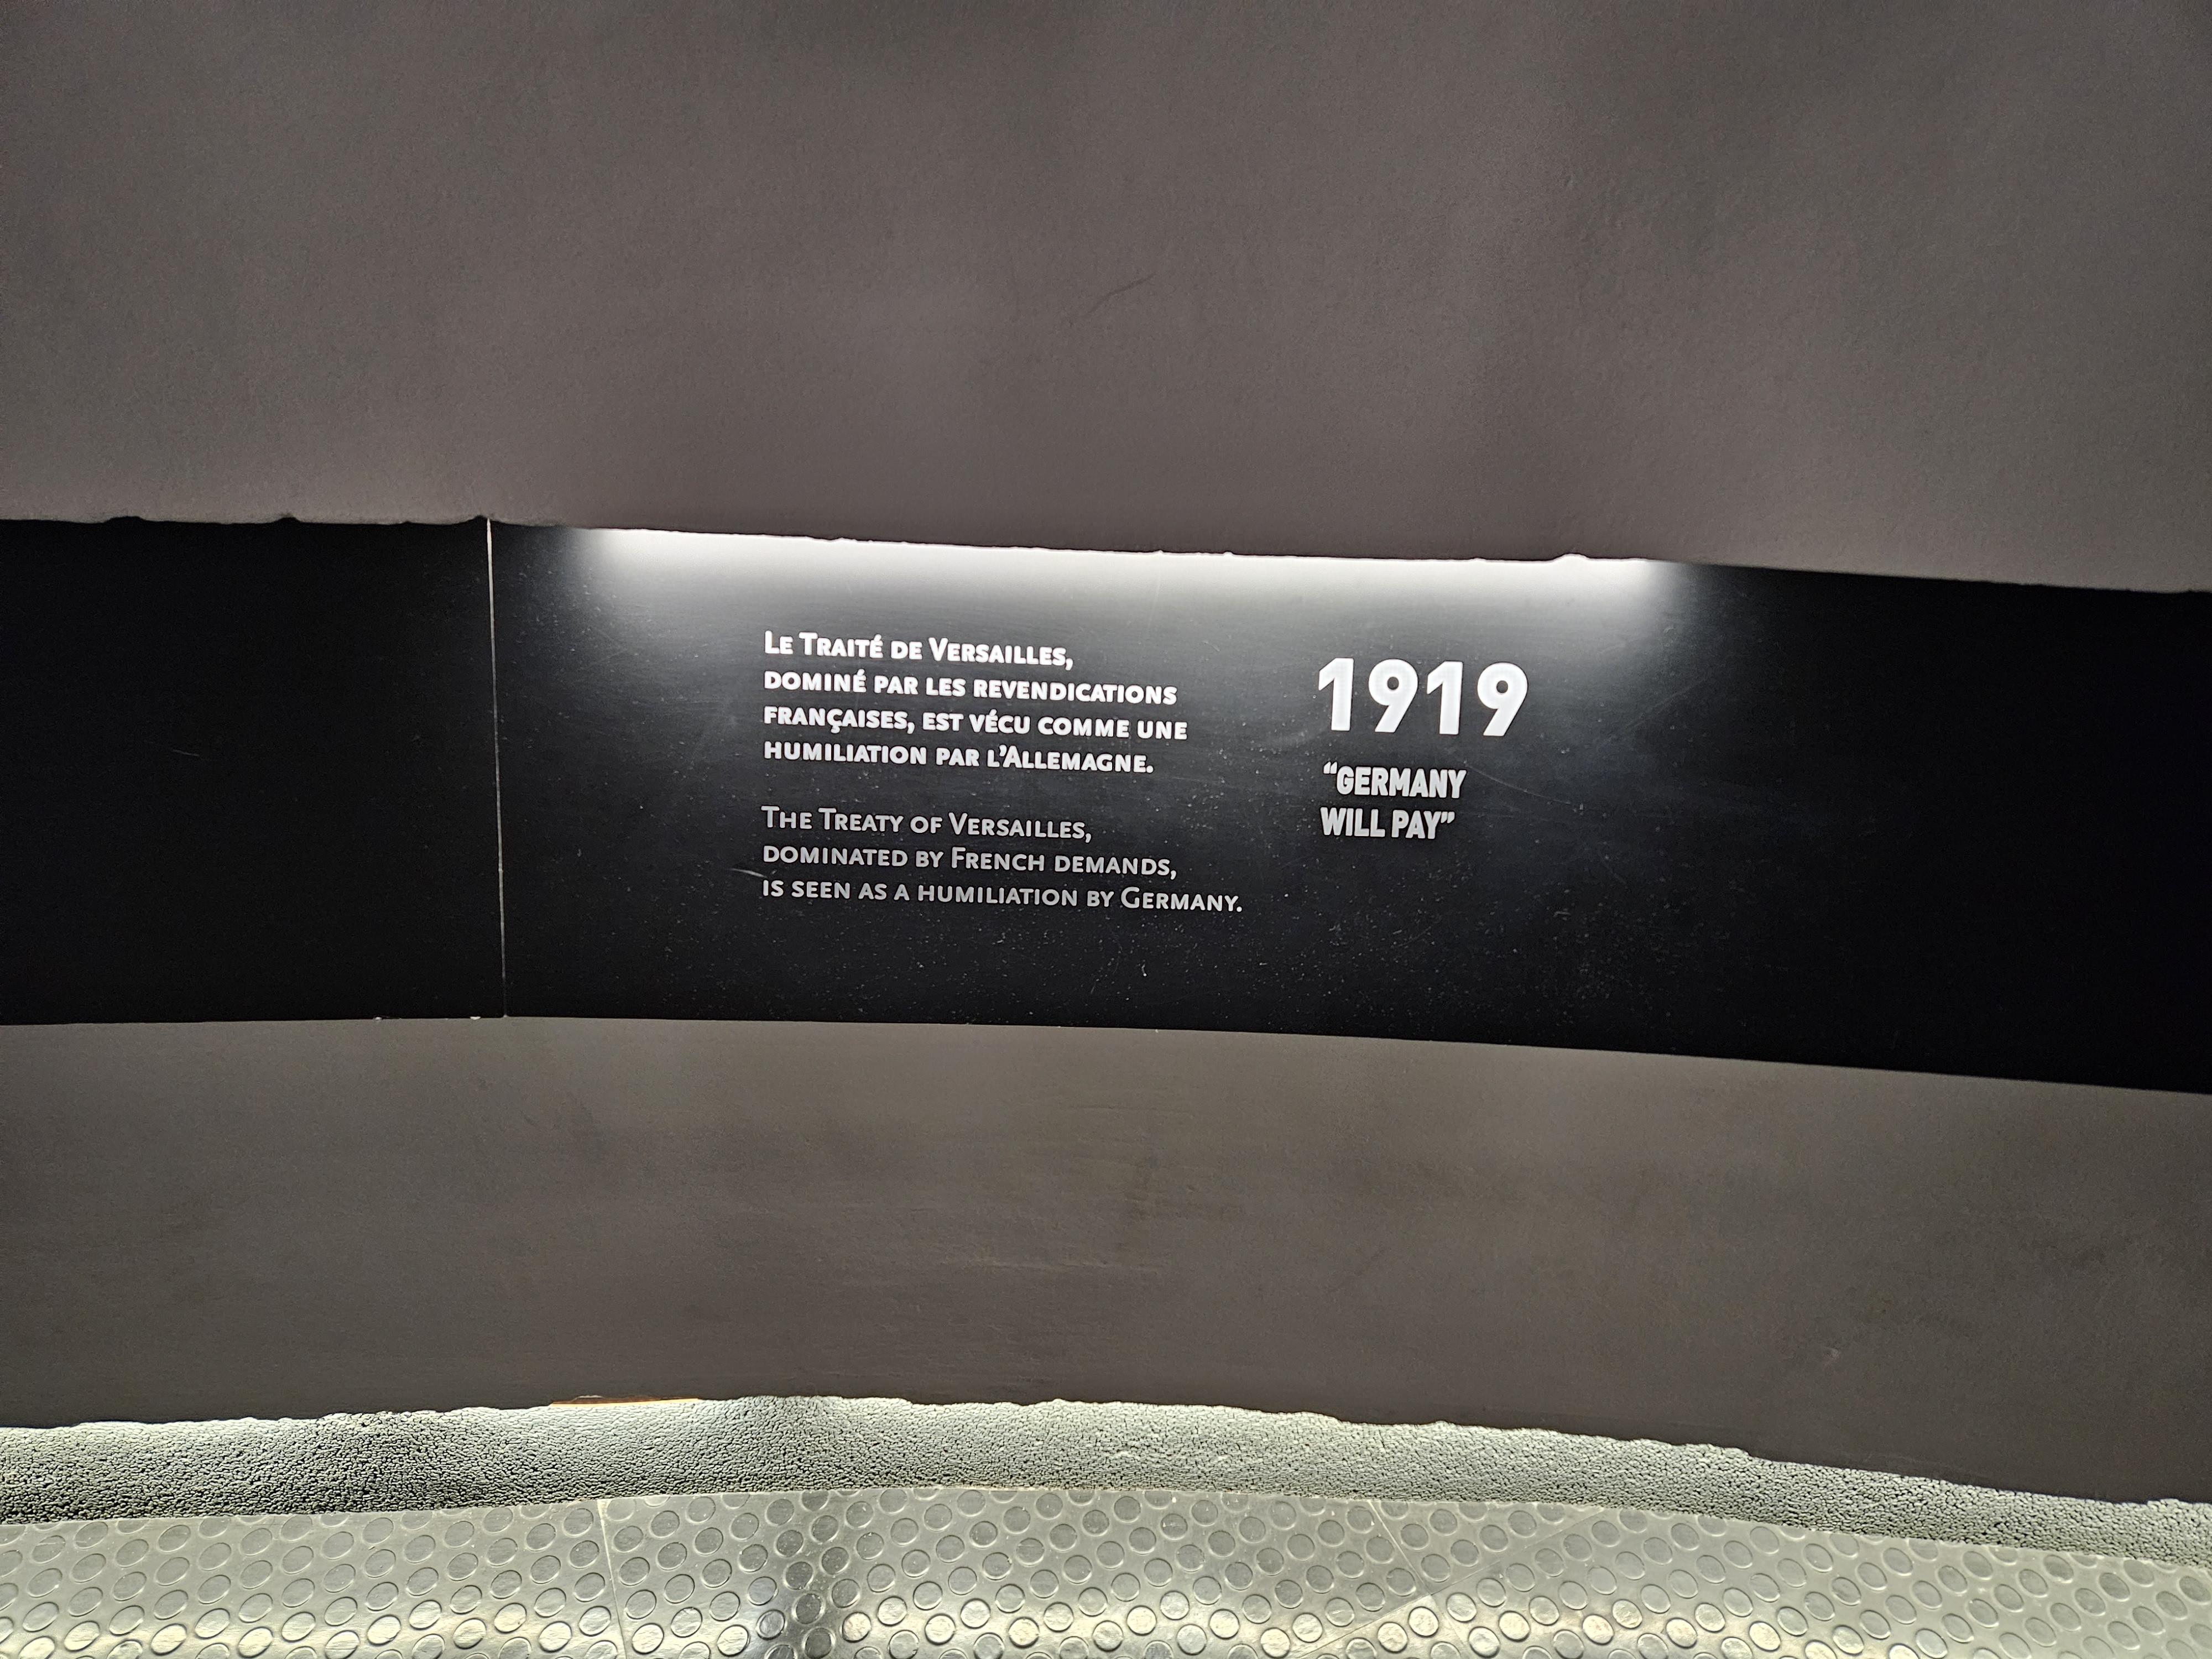 Le Traité de Versailles,
dominé par les revendications
françaises, est vécu comme une
humiliation par l'Allemagne.
The Treaty of Versailles,
dominated by French demands,
is seen as a humiliation by Germany.
1919
“GERMANY
WILL PAY”